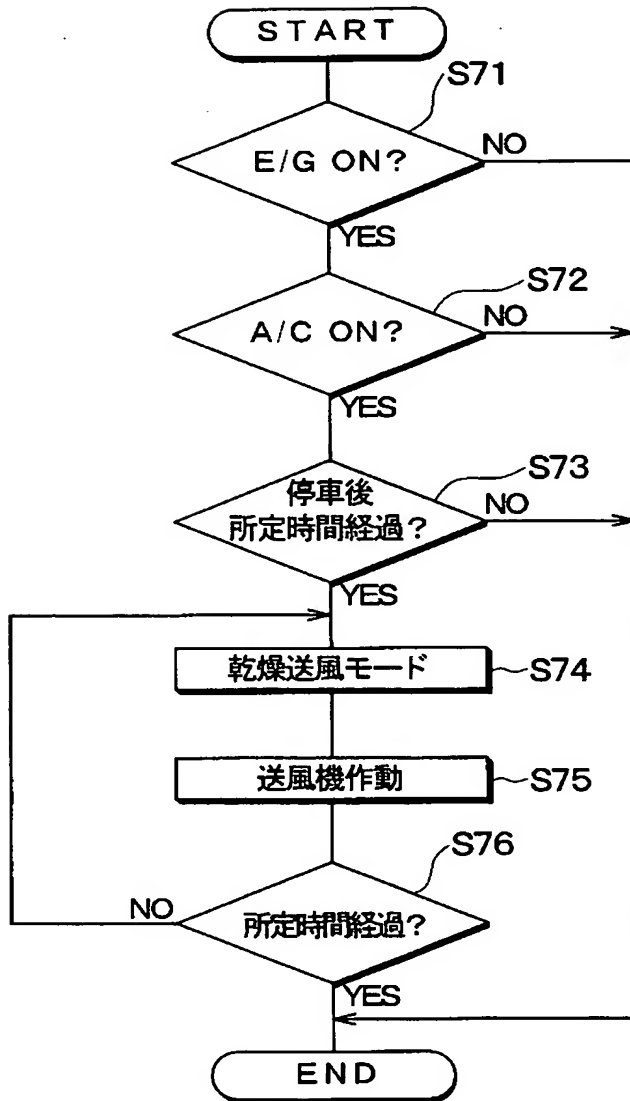 START
S71
E/G ON?
NO
YES
S72
A/C ON?
NO
YES
S73
停車後
所定時間経過?
NO
YES
乾燥送風モード
S74
送風機作動
S75
S76
所定時間経過?
NO
YES
END